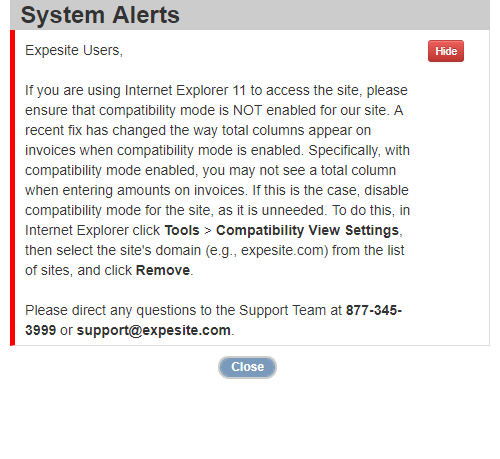 System Alerts
Expesite Users,
Hide
If you are using Internet Explorer 11 to access the site, please
ensure that compatibility mode is NOT enabled for our site. A
recent fix has changed the way total columns appear on
invoices when compatibility mode is enabled. Specifically, with
compatibility mode enabled, you may not see a total column
when entering amounts on invoices. If this is the case, disable
compatibility mode for the site, as it is unneeded. To do this, in
Internet Explorer click Tools > Compatibility View Settings,
then select the site's domain (e.g., expesite.com) from the list
of sites, and click Remove.
Please direct any questions to the Support Team at 877-345-
3999 or support@expesite.com.
Close